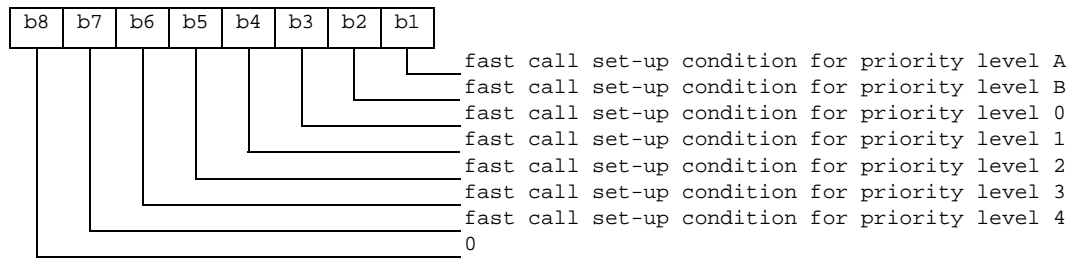 b8 b7 b6 b5 b4 b3 b2 b1
fast call set-up condition for priority level A
fast call set-up condition for priority level B
fast call set-up condition for priority level 0
fast call set-up condition for priority level 1
fast call set-up condition for priority level 2
fast call set-up condition for priority level 3
fast call set-up condition for priority level 4
0